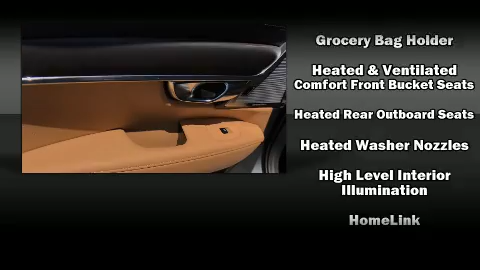 Grocery Bag Holder
Heated & Ventilated
Comfort Front Bucket Seats
Heated Rear Outboard Seats
Heated Washer Nozzles
High Level Interior
Illumination
HomeLink